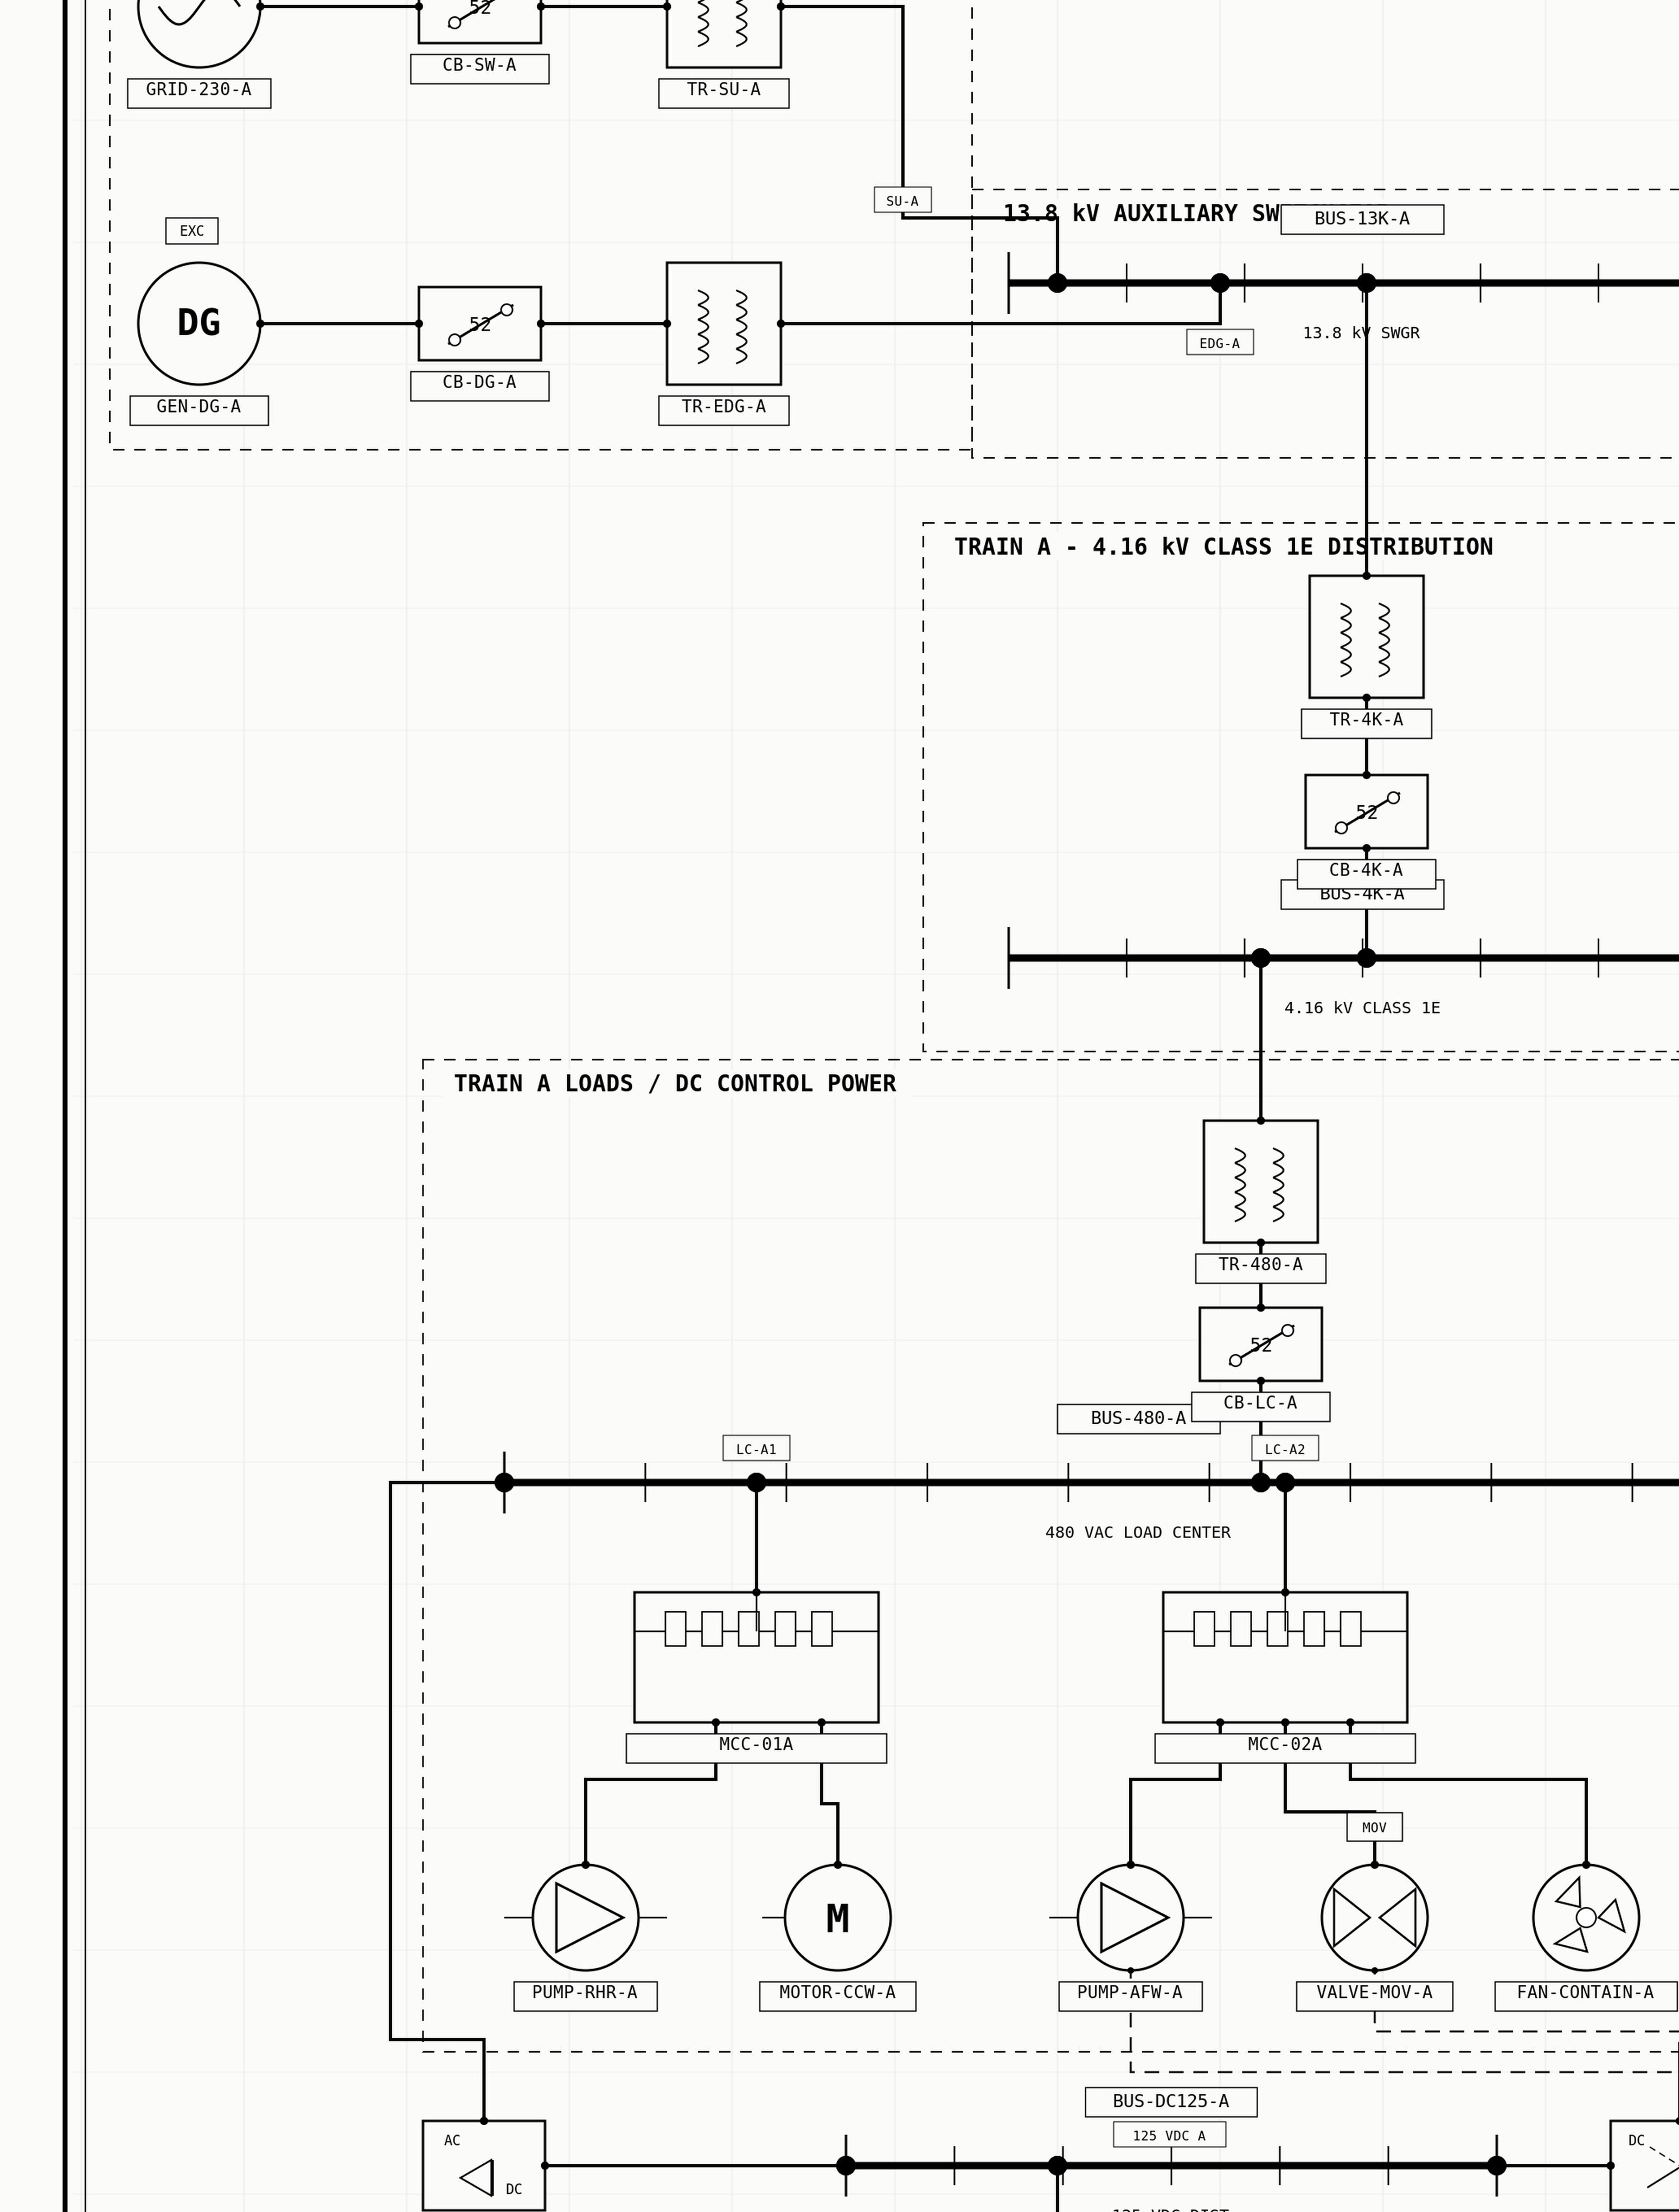 52
CB-SW-A
GRID-230-A
TR-SU-A
SU-A
13.8 kV AUXILIARY
BUS-13K-A
EXC
DG
52
EDG-A
13.8 kV SWGR
CB-DG-A
GEN-DG-A
TR-EDG-A
TRAIN A - 4.16 kV CLASS 1E DISTRIBUTION
TR-4K-A
52
CB-4K-A
BUS-4K-A
4.16 kV CLASS 1E
TRAIN A LOADS / DC CONTROL POWER
TR-480-A
52
CB-LC-A
BUS-480-A
LC-A1
LC-A2
480 VAC LOAD CENTER
MCC-01A
MCC-02A
MOV
M
PUMP-RHR-A
MOTOR-CCW-A
PUMP-AFW-A
VALVE-MOV-A
FAN-CONTAIN-A
BUS-DC125-A
125 VDC A
AC
DC
DC